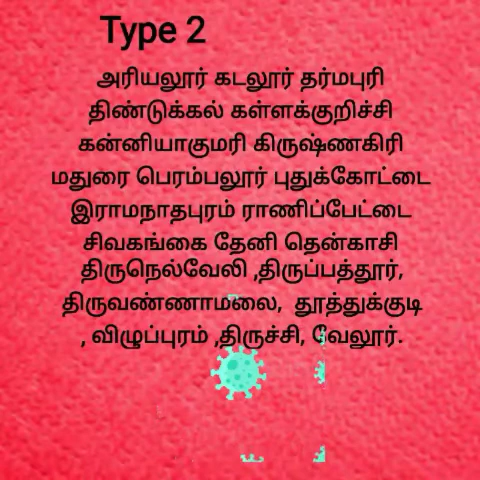 Type 2
அரியலூர் கடலூர் தர்மபுரி
திண்டுக்கல் கள்ளக்குறிச்சி
கன்னியாகுமரி கிருஷ்ணகிரி
மதுரை பெரம்பலூர் புதுக்கோட்டை
இராமநாதபுரம் ராணிப்பேட்டை
சிவகங்கை தேனி தென்காசி
திருநெல்வேலி ,திருப்பத்தூர்,
திருவண்ணாமலை, தூத்துக்குடி
, விழுப்புரம் ,திருச்சி, வேலூர்.